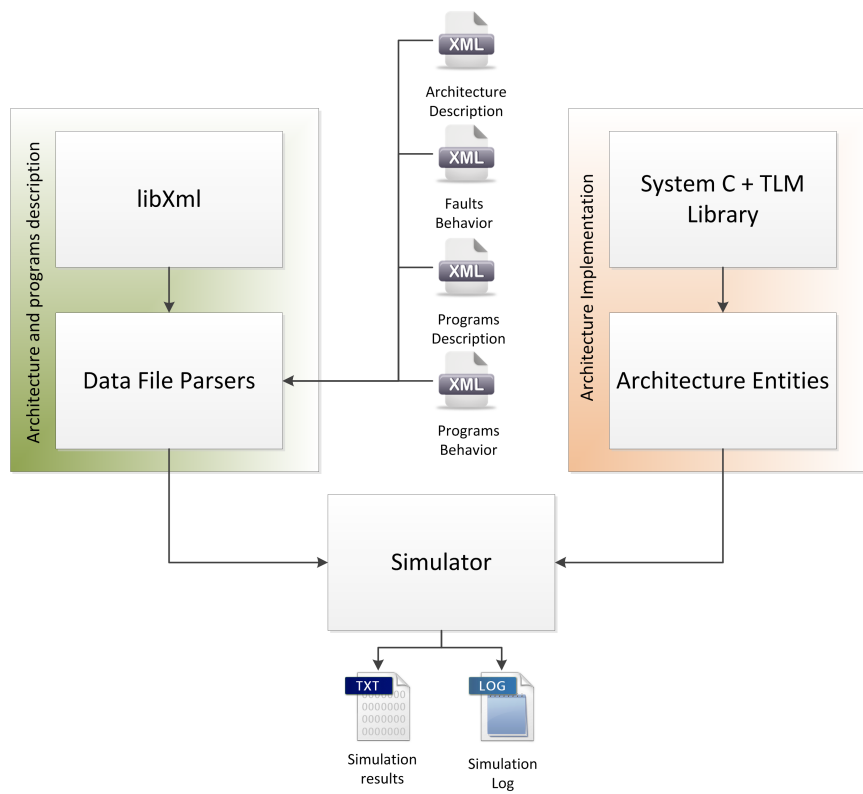 XML
Architecture
Description
XML
Faults
Behavior
XML
Programs
Description
XML
Programs
Behavior
Architecture and programs description
libXml
Data File Parsers
Architecture Implementation
System C + TLM
Library
Architecture Entities
Simulator
TXT
0000000
0000000
0000000
0000000
Simulation
results
LOG
Simulation
Log